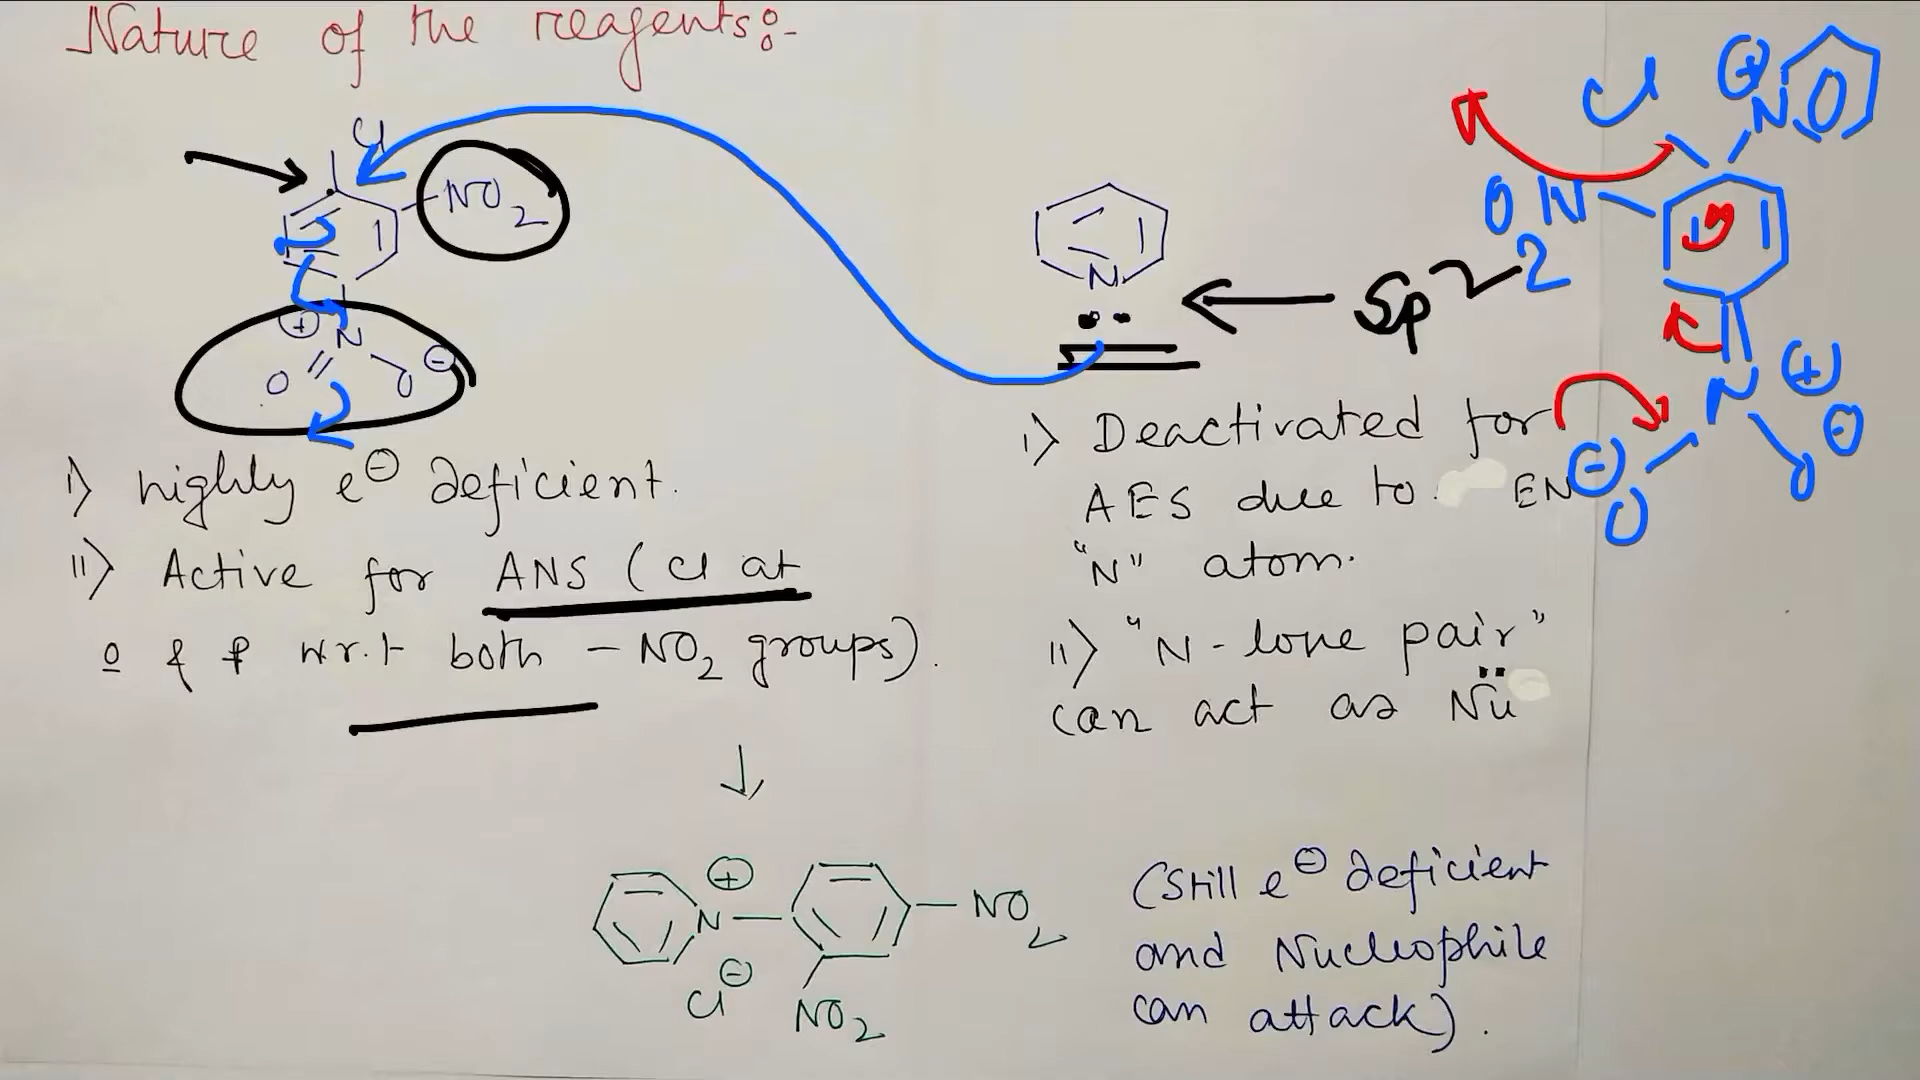 Nature of the reagents:-
Cl
NO2
⊕
N
⊖
O
O
i) highly e⊖ deficient.
ii) Active for ANS (Cl at
o & p w.r.t both - NO2 groups).
N
Sp2
i) Deactivated for
AES due to EN
"N" atom.
ii) "N-lone pair"
can act as Nu
Cl
⊕
N
O2N
N
⊕
⊖
⊖
O
O
⊕
N
NO2
⊖
Cl
NO2
(Still e⊖ deficient
and Nucleophile
can attack).